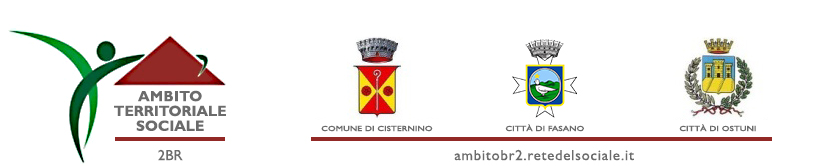 AMBITO
TERRITORIALE
SOCIALE
2BR
COMUNE DI CISTERNINO
CITTÀ DI FASANO
CITTÀ DI OSTUNI
ambitobr2.retedelsociale.it